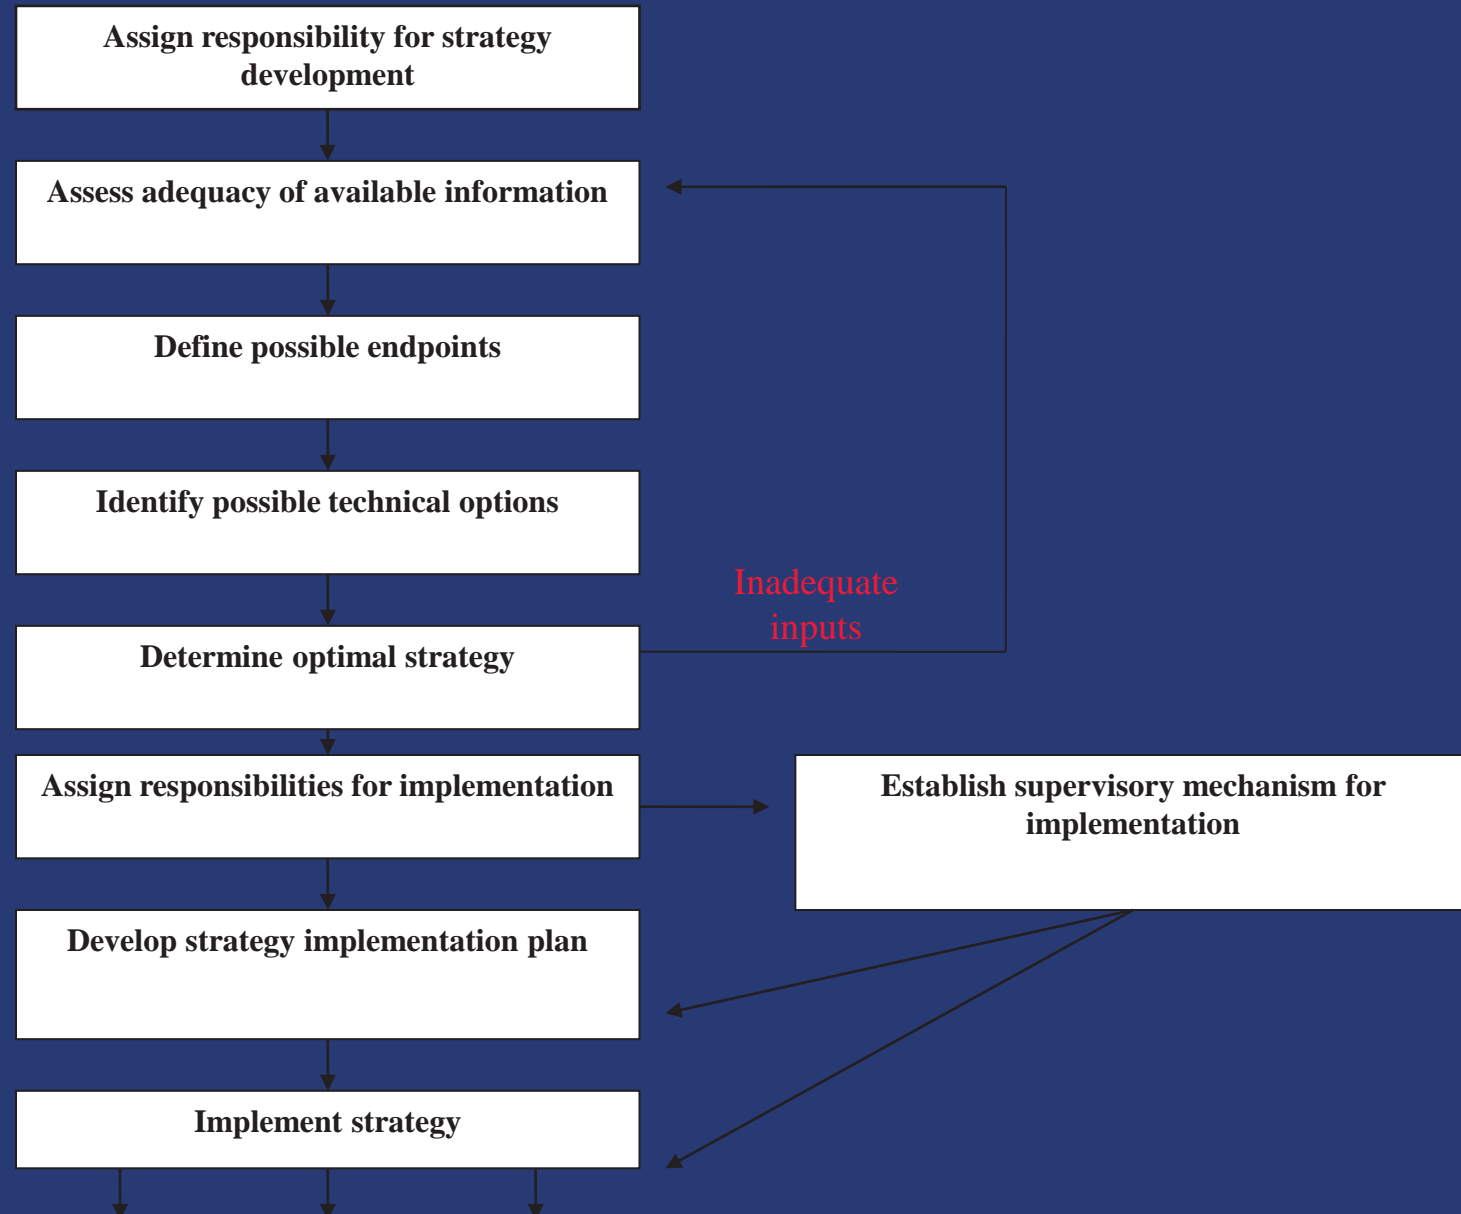 Assign responsibility for strategy
development
Assess adequacy of available information
Define possible endpoints
Identify possible technical options
Inadequate
inputs
Determine optimal strategy
Assign responsibilities for implementation
Establish supervisory mechanism for
implementation
Develop strategy implementation plan
Implement strategy